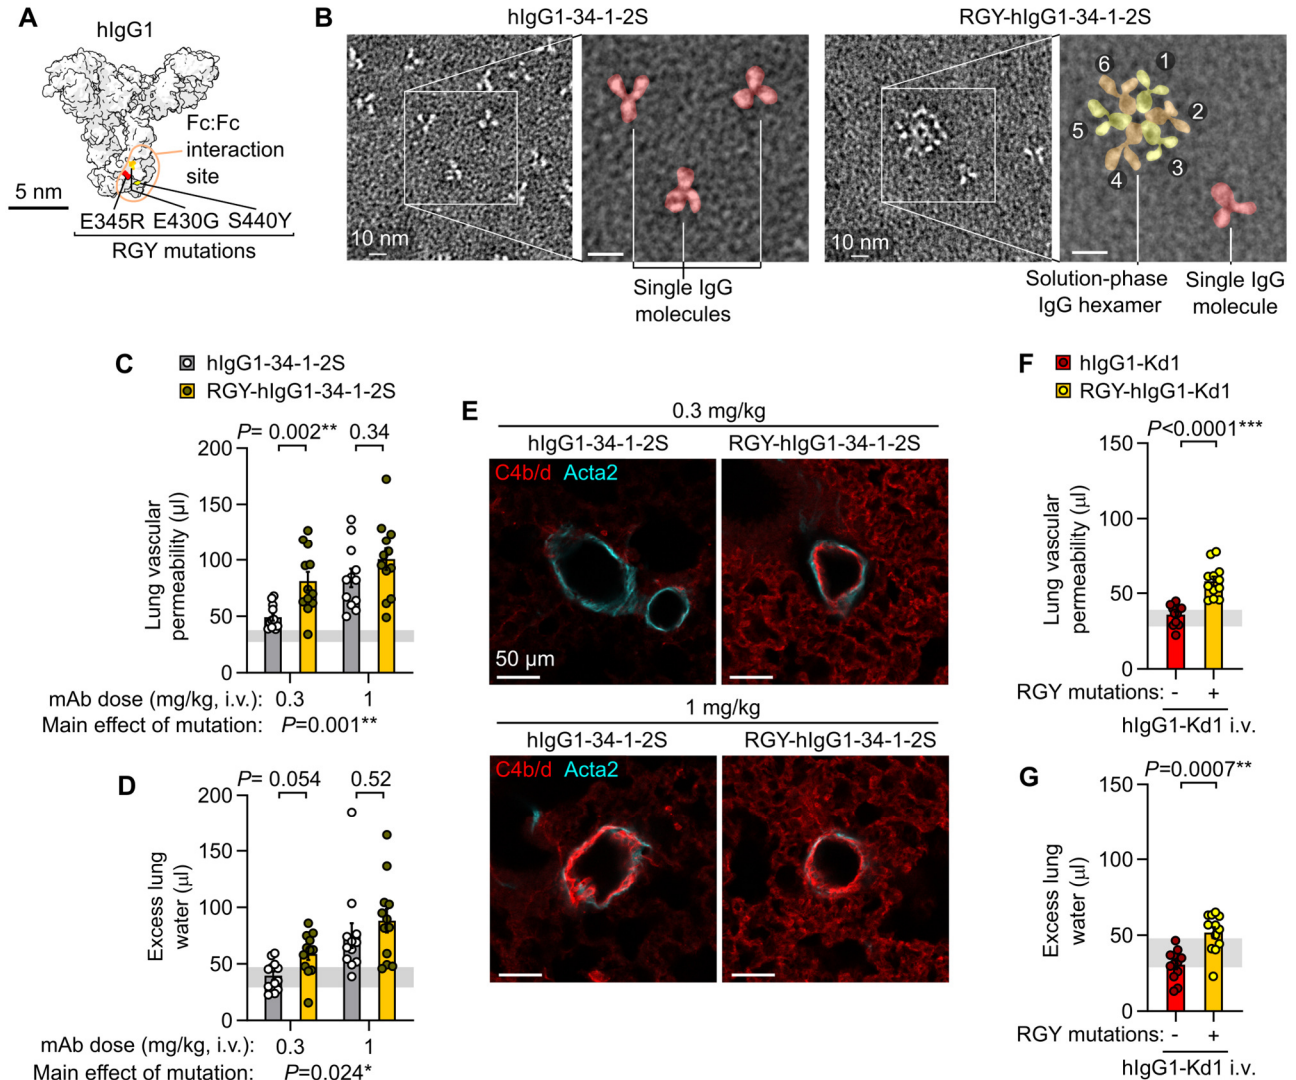 A
hIgG1
Fc:Fc
interaction
site
5 nm
E345R E430G S440Y
RGY mutations
B
hIgG1-34-1-2S
RGY-hIgG1-34-1-2S
10 nm
10 nm
1
2
3
4
5
6
Single IgG
molecules
Solution-phase
IgG hexamer
Single IgG
molecule
C
hIgG1-34-1-2S
RGY-hIgG1-34-1-2S
P= 0.002** 0.34
Lung vascular
permeability (µl)
200
150
100
50
0
mAb dose (mg/kg, i.v.): 0.3 1
Main effect of mutation: P=0.001**
D
P= 0.054 0.52
Excess lung
water (µl)
200
150
100
50
0
mAb dose (mg/kg, i.v.): 0.3 1
Main effect of mutation: P=0.024*
E
0.3 mg/kg
hIgG1-34-1-2S RGY-hIgG1-34-1-2S
C4b/d Acta2
50 µm
1 mg/kg
hIgG1-34-1-2S RGY-hIgG1-34-1-2S
C4b/d Acta2
F
hIgG1-Kd1
RGY-hIgG1-Kd1
P<0.0001***
Lung vascular
permeability (µl)
150
100
50
0
RGY mutations: - +
hIgG1-Kd1 i.v.
G
P=0.0007**
Excess lung
water (µl)
150
100
50
0
RGY mutations: - +
hIgG1-Kd1 i.v.